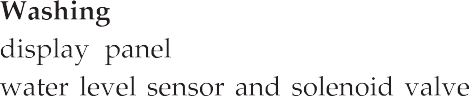 Washing
display panel
water level sensor and solenoid valve